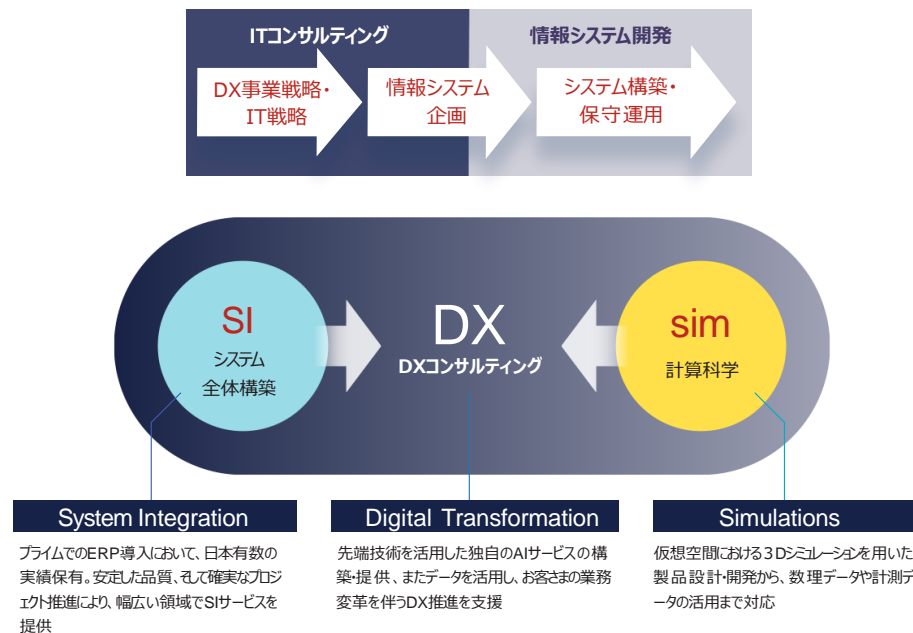 ITコンサルティング
情報システム開発
DX事業戦略・
IT戦略
情報システム
企画
システム構築・
保守運用
SI
システム
全体構築
DX
DXコンサルティング
sim
計算科学
System Integration
プライムでのERP導入において、日本有数の
実績保有。安定した品質、そして確実なプロジ
ェクト推進により、幅広い領域でSIサービスを
提供
Digital Transformation
先端技術を活用した独自のAIサービスの構
築・提供、またデータを活用し、お客さまの業務
変革を伴うDX推進を支援
Simulations
仮想空間における3Dシミュレーションを用いた
製品設計・開発から、数理データや計測デ
ータの活用まで対応